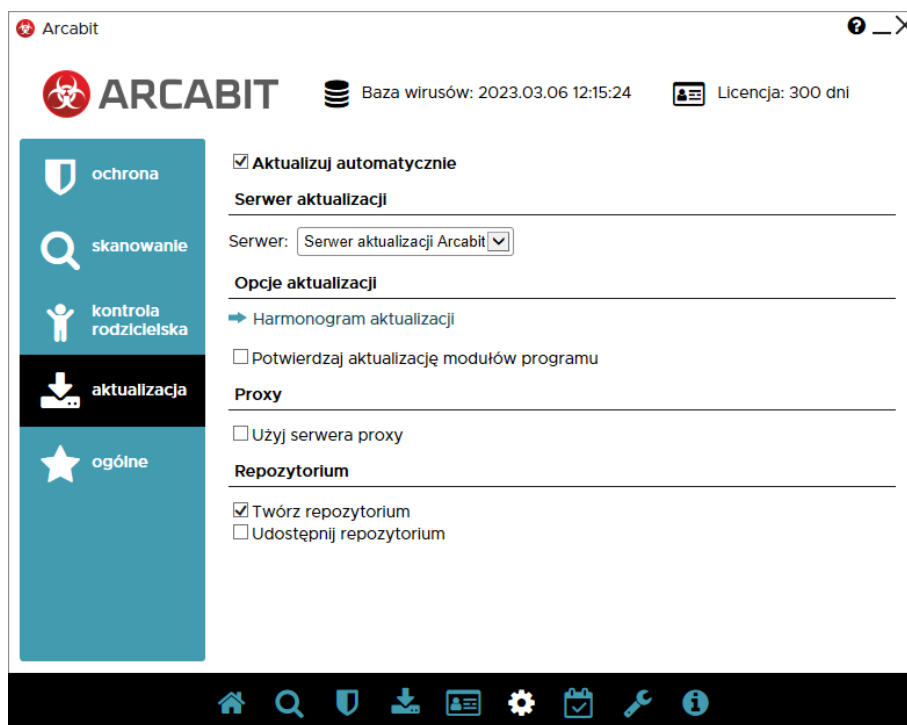 Arcabit
ARCABIT
Baza wirusów: 2023.03.06 12:15:24
Licencja: 300 dni
ochrona
skanowanie
kontrola
rodzicielska
aktualizacja
ogólne
Aktualizuj automatycznie
Serwer aktualizacji
Serwer: Serwer aktualizacji Arcabit
Opcje aktualizacji
Harmonogram aktualizacji
Potwierdzaj aktualizację modułów programu
Proxy
Użyj serwera proxy
Repozytorium
Twórz repozytorium
Udostępnij repozytorium